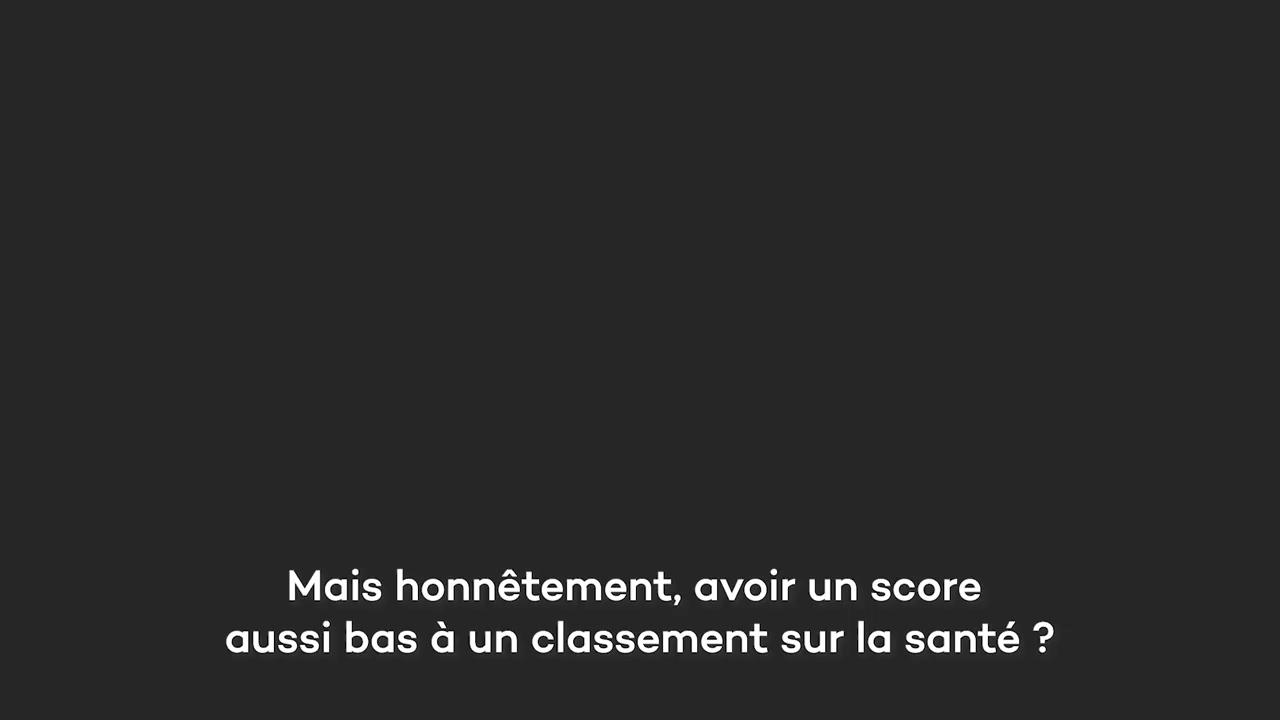 Mais honnêtement, avoir un score
aussi bas à un classement sur la santé ?